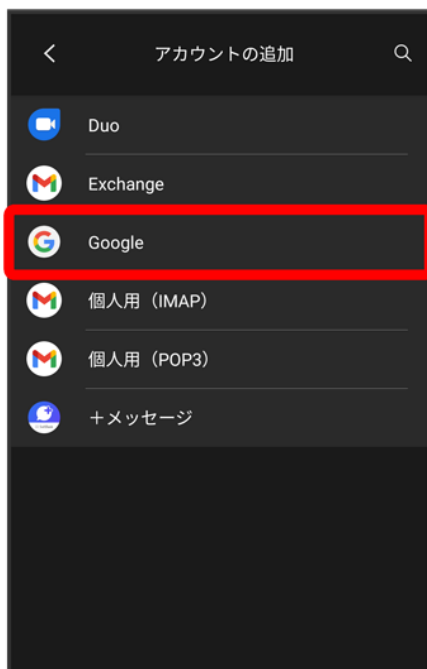 アカウントの追加
Duo
Exchange
Google
個人用（IMAP）
個人用（POP3）
＋メッセージ